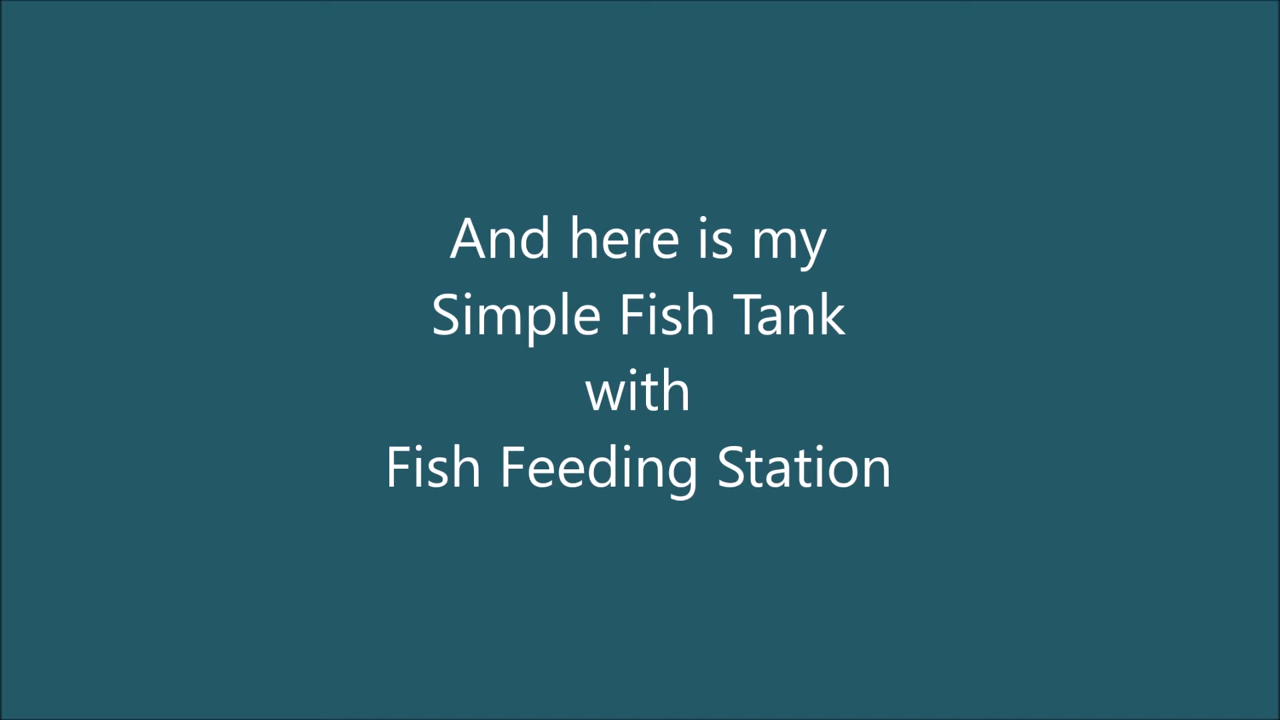 And here is my
Simple Fish Tank
with
Fish Feeding Station